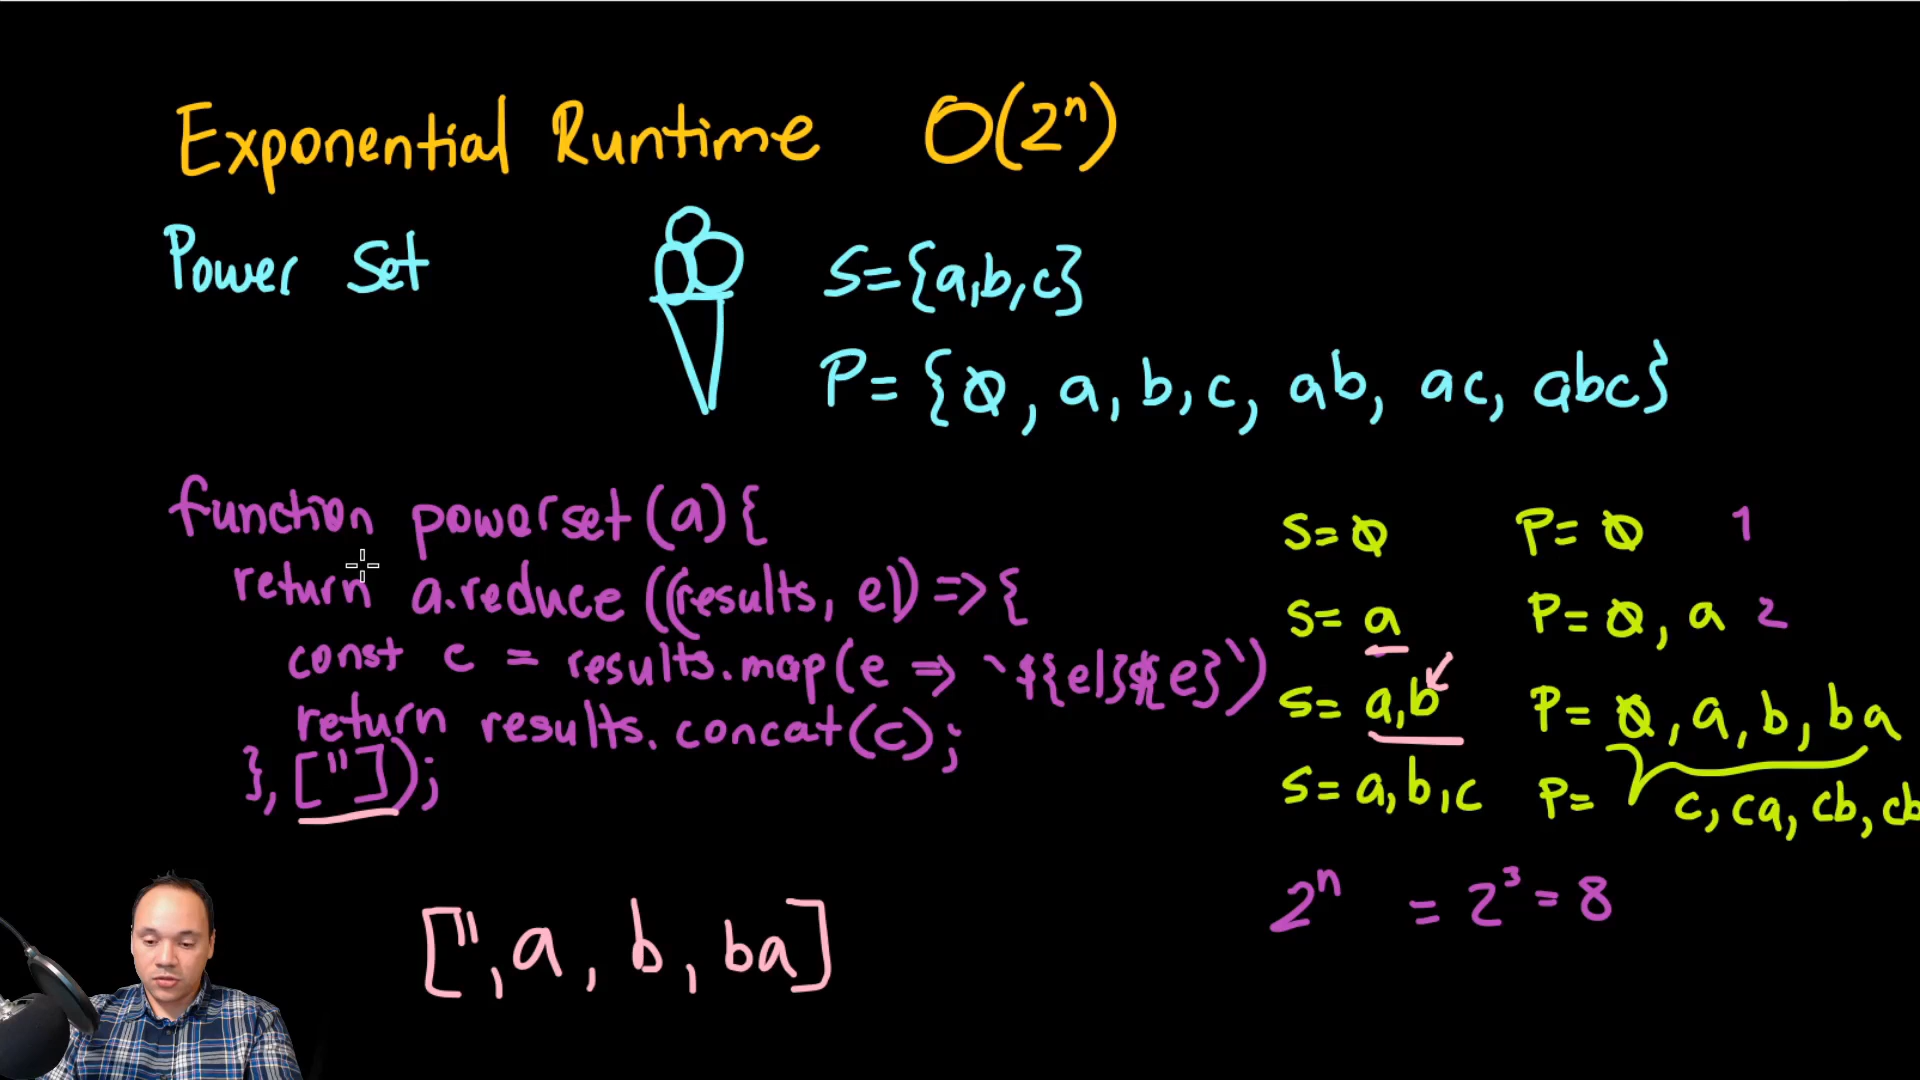 Exponential Runtime O(2ⁿ)
Power Set
S={a,b,c}
P={∅, a, b, c, ab, ac, abc}
function powerset(a){
return a.reduce((results, e)) => {
const c = results.map(e => `${{e|}${e}`)
return results.concat(c);
}, ['']);
S= ∅ P= ∅ 1
S= a P= ∅, a 2
S= a,b P= ∅, a, b, ba
S= a,b,c P= c, ca, cb, cb
2ⁿ = 2³ = 8
['', a, b, ba]